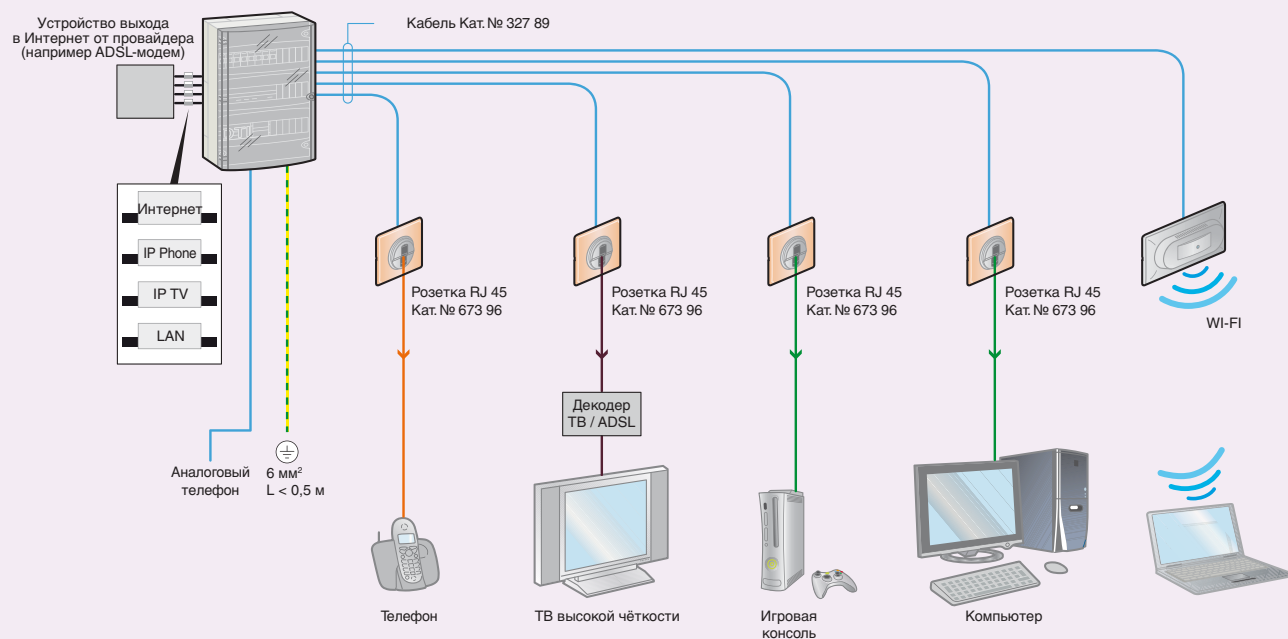 Устройство выхода
в Интернет от провайдера
(например ADSL-модем)
Кабель Кат. № 327 89
Интернет
IP Phone
IP TV
LAN
Розетка RJ 45
Кат. № 673 96
Розетка RJ 45
Кат. № 673 96
Розетка RJ 45
Кат. № 673 96
Розетка RJ 45
Кат. № 673 96
WI-FI
Декодер
ТВ / ADSL
Аналоговый
телефон
6 мм²
L < 0,5 м
Телефон
ТВ высокой чёткости
Игровая
консоль
Компьютер